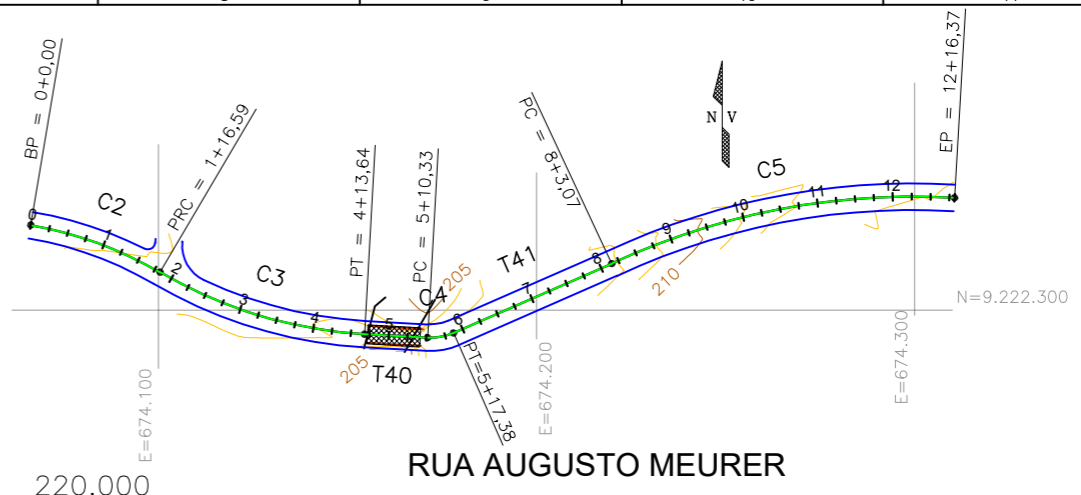 BP = 0+0,00
PRC = 1+16,59
PT = 4+13,64
PC = 5+10,33
PC = 8+3,07
EP = 12+16,37
N V
C2
C3
C4
T41
C5
0
1
2
3
4
5
6
7
8
9
10
11
12
205
205
210
T40
PT=5+17,38
N=9.222.300
E=674.100
E=674.200
E=674.300
RUA AUGUSTO MEURER
220.000